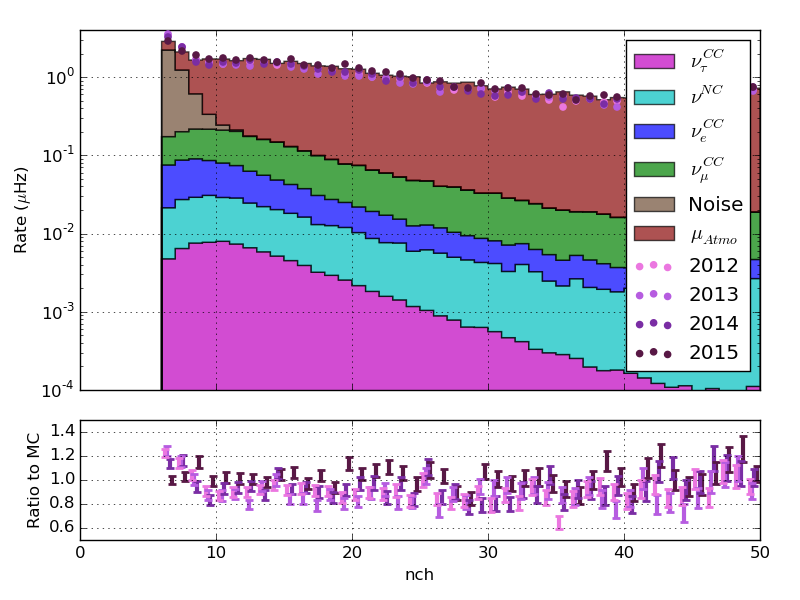 10⁰
10⁻¹
10⁻²
10⁻³
10⁻⁴
Rate (μHz)
ν_τ^CC
ν^NC
ν_e^CC
ν_μ^CC
Noise
μ_Atmo
2012
2013
2014
2015
1.4
1.2
1.0
0.8
0.6
Ratio to MC
0 10 20 30 40 50
nch